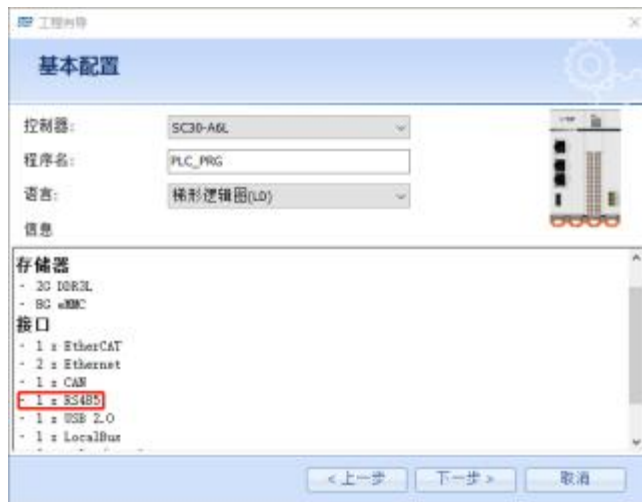 工程向导
基本配置
控制器: SC30-A6L
程序名: PLC_PRG
语言: 梯形逻辑图(LD)
信息
存储器
- 2G DDR3L
- 8G eMMC
接口
- 1 x EtherCAT
- 2 x Ethernet
- 1 x CAN
- 1 x RS485
- 1 x USB 2.0
- 1 x LocalBus
<上一步 下一步> 取消